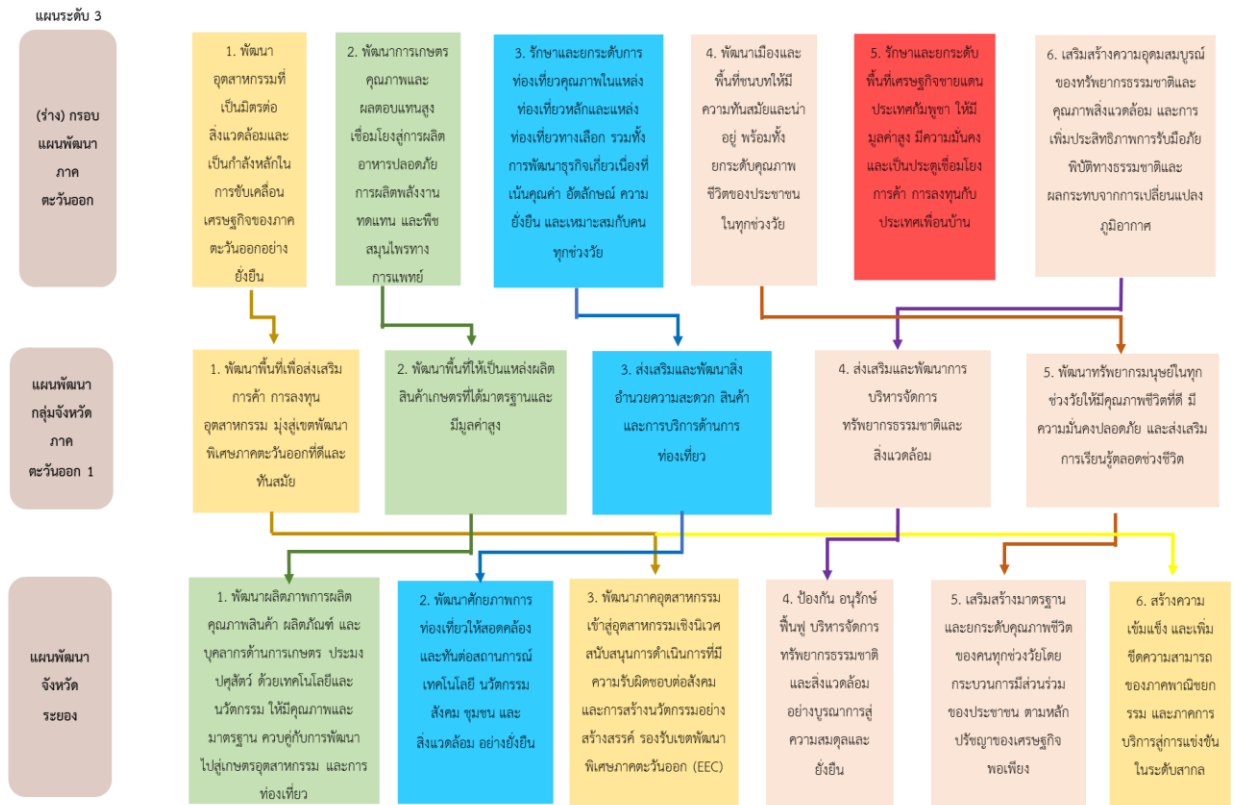 แผนระดับ 3
(ร่าง) กรอบ
แผนพัฒนา
ภาค
ตะวันออก
1. พัฒนา
อุตสาหกรรมที่
เป็นมิตรต่อ
สิ่งแวดล้อมและ
เป็นกำลังหลักใน
การขับเคลื่อน
เศรษฐกิจของภาค
ตะวันออกอย่าง
ยั่งยืน
2. พัฒนาการเกษตร
คุณภาพและ
ผลตอบแทนสูง
เชื่อมโยงสู่การผลิต
อาหารปลอดภัย
การผลิตพลังงาน
ทดแทน และพืช
สมุนไพรทาง
การแพทย์
3. รักษาและยกระดับการ
ท่องเที่ยวคุณภาพในแหล่ง
ท่องเที่ยวหลักและแหล่ง
ท่องเที่ยวทางเลือก รวมทั้ง
การพัฒนาธุรกิจเกี่ยวเนื่องที่
เน้นคุณค่า อัตลักษณ์ ความ
ยั่งยืน และเหมาะสมกับคน
ทุกช่วงวัย
4. พัฒนาเมืองและ
พื้นที่ชนบทให้มี
ความทันสมัยและน่า
อยู่ พร้อมทั้ง
ยกระดับคุณภาพ
ชีวิตของประชาชน
ในทุกช่วงวัย
5. รักษาและยกระดับ
พื้นที่เศรษฐกิจชายแดน
ประเทศกัมพูชา ให้มี
มูลค่าสูง มีความมั่นคง
และเป็นประตูเชื่อมโยง
การค้า การลงทุนกับ
ประเทศเพื่อนบ้าน
6. เสริมสร้างความอุดมสมบูรณ์
ของทรัพยากรธรรมชาติและ
คุณภาพสิ่งแวดล้อม และการ
เพิ่มประสิทธิภาพการรับมือภัย
พิบัติทางธรรมชาติและ
ผลกระทบจากการเปลี่ยนแปลง
ภูมิอากาศ
แผนพัฒนา
กลุ่มจังหวัด
ภาค
ตะวันออก 1
1. พัฒนาพื้นที่เพื่อส่งเสริม
การค้า การลงทุน
อุตสาหกรรม มุ่งสู่เขตพัฒนา
พิเศษภาคตะวันออกที่ดีและ
ทันสมัย
2. พัฒนาพื้นที่ให้เป็นแหล่งผลิต
สินค้าเกษตรที่ได้มาตรฐานและ
มีมูลค่าสูง
3. ส่งเสริมและพัฒนาสิ่ง
อำนวยความสะดวก สินค้า
และการบริการด้านการ
ท่องเที่ยว
4. ส่งเสริมและพัฒนาการ
บริหารจัดการ
ทรัพยากรธรรมชาติและ
สิ่งแวดล้อม
5. พัฒนาทรัพยากรมนุษย์ในทุก
ช่วงวัยให้มีคุณภาพชีวิตที่ดี มี
ความมั่นคงปลอดภัย และส่งเสริม
การเรียนรู้ตลอดช่วงชีวิต
แผนพัฒนา
จังหวัด
ระยอง
1. พัฒนาผลิตภาพการผลิต
คุณภาพสินค้า ผลิตภัณฑ์ และ
บุคลากรด้านการเกษตร ประมง
ปศุสัตว์ ด้วยเทคโนโลยีและ
นวัตกรรม ให้มีคุณภาพและ
มาตรฐาน ควบคู่กับการพัฒนา
ไปสู่เกษตรอุตสาหกรรม และการ
ท่องเที่ยว
2. พัฒนาศักยภาพการ
ท่องเที่ยวให้สอดคล้อง
และทันต่อสถานการณ์
เทคโนโลยี นวัตกรรม
สังคม ชุมชน และ
สิ่งแวดล้อม อย่างยั่งยืน
3. พัฒนาภาคอุตสาหกรรม
เข้าสู่อุตสาหกรรมเชิงนิเวศ
สนับสนุนการดำเนินการที่มี
ความรับผิดชอบต่อสังคม
และการสร้างนวัตกรรมอย่าง
สร้างสรรค์ รองรับเขตพัฒนา
พิเศษภาคตะวันออก (EEC)
4. ป้องกัน อนุรักษ์
ฟื้นฟู บริหารจัดการ
ทรัพยากรธรรมชาติ
และสิ่งแวดล้อม
อย่างบูรณาการสู่
ความสมดุลและ
ยั่งยืน
5. เสริมสร้างมาตรฐาน
และยกระดับคุณภาพชีวิต
ของคนทุกช่วงวัยโดย
กระบวนการมีส่วนร่วม
ของประชาชน ตามหลัก
ปรัชญาของเศรษฐกิจ
พอเพียง
6. สร้างความ
เข้มแข็ง และเพิ่ม
ขีดความสามารถ
ของภาคพาณิชยก
รรม และภาคการ
บริการสู่การแข่งขัน
ในระดับสากล